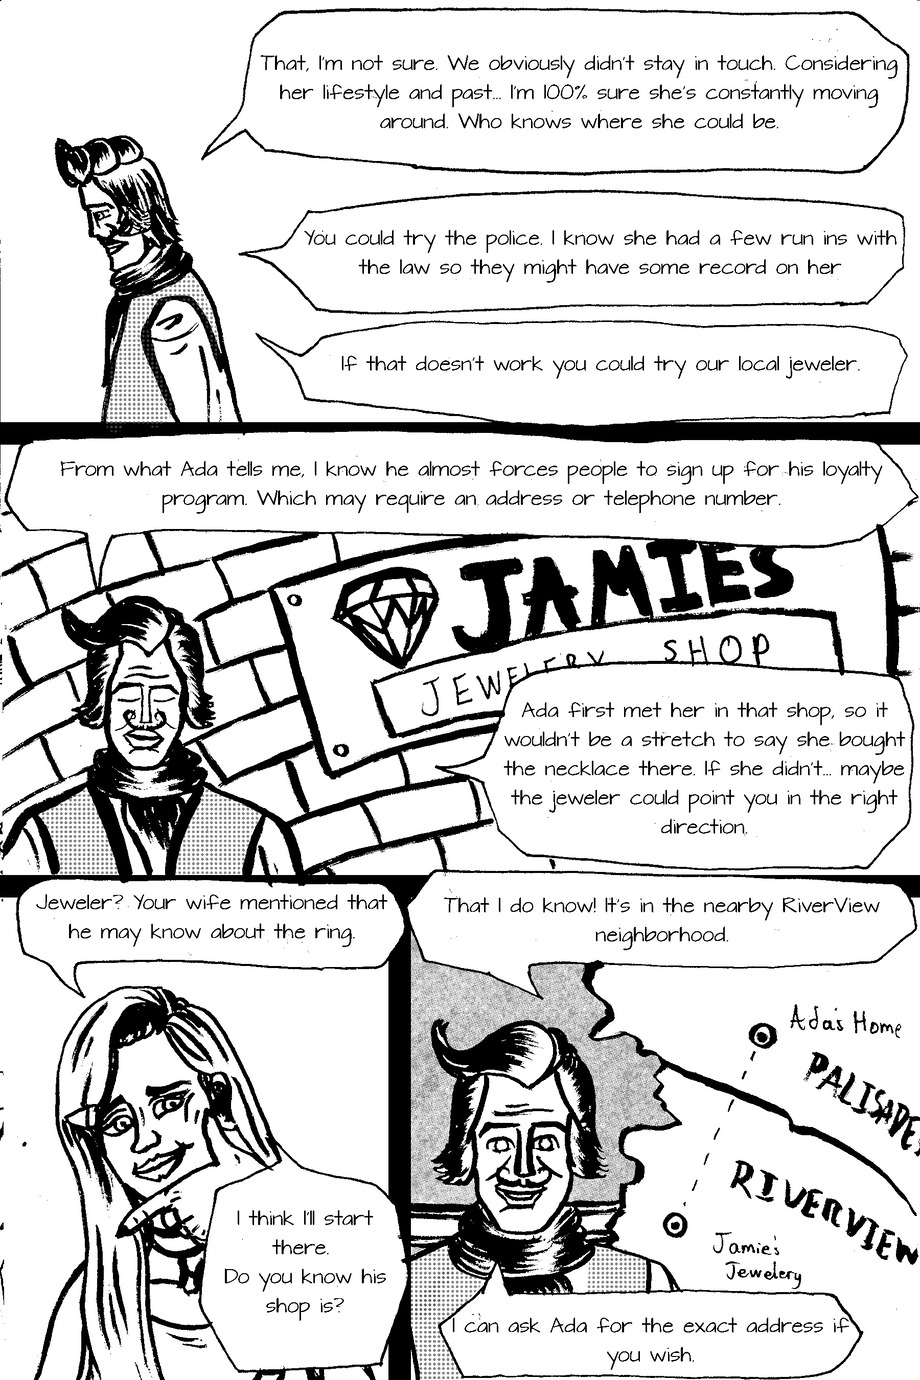 That, I'm not sure. We obviously didn't stay in touch. Considering
her lifestyle and past... I'm 100% sure she's constantly moving
around. Who knows where she could be.
You could try the police. I know she had a few run ins with
the law so they might have some record on her
If that doesn't work you could try our local jeweler.
From what Ada tells me, I know he almost forces people to sign up for his loyalty
program. Which may require an address or telephone number.
JAMIES
JEWELERY SHOP
Ada first met her in that shop, so it
wouldn't be a stretch to say she bought
the necklace there. If she didn't... maybe
the jeweler could point you in the right
direction.
Jeweler? Your wife mentioned that
he may know about the ring.
I think I'll start
there.
Do you know his
shop is?
That I do know! It's in the nearby RiverView
neighborhood.
Ada's Home
PALISADES
RIVERVIEW
Jamie's
Jewelery
I can ask Ada for the exact address if
you wish.